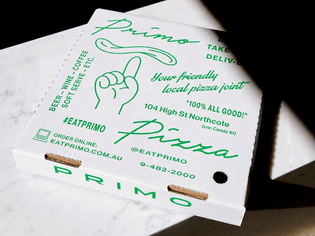 Primo
TAKE
DELIV-
BEER – WINE – COFFEE
SOFT SERVE – ETC.
Your friendly
local pizza joint
"100% ALL GOOD!"
104 High St Northcote
(cnr. Candy St)
#EATPRIMO
Pizza
ORDER ONLINE:
EATPRIMO.COM.AU
@EATPRIMO
9-482-2000
PRIMO